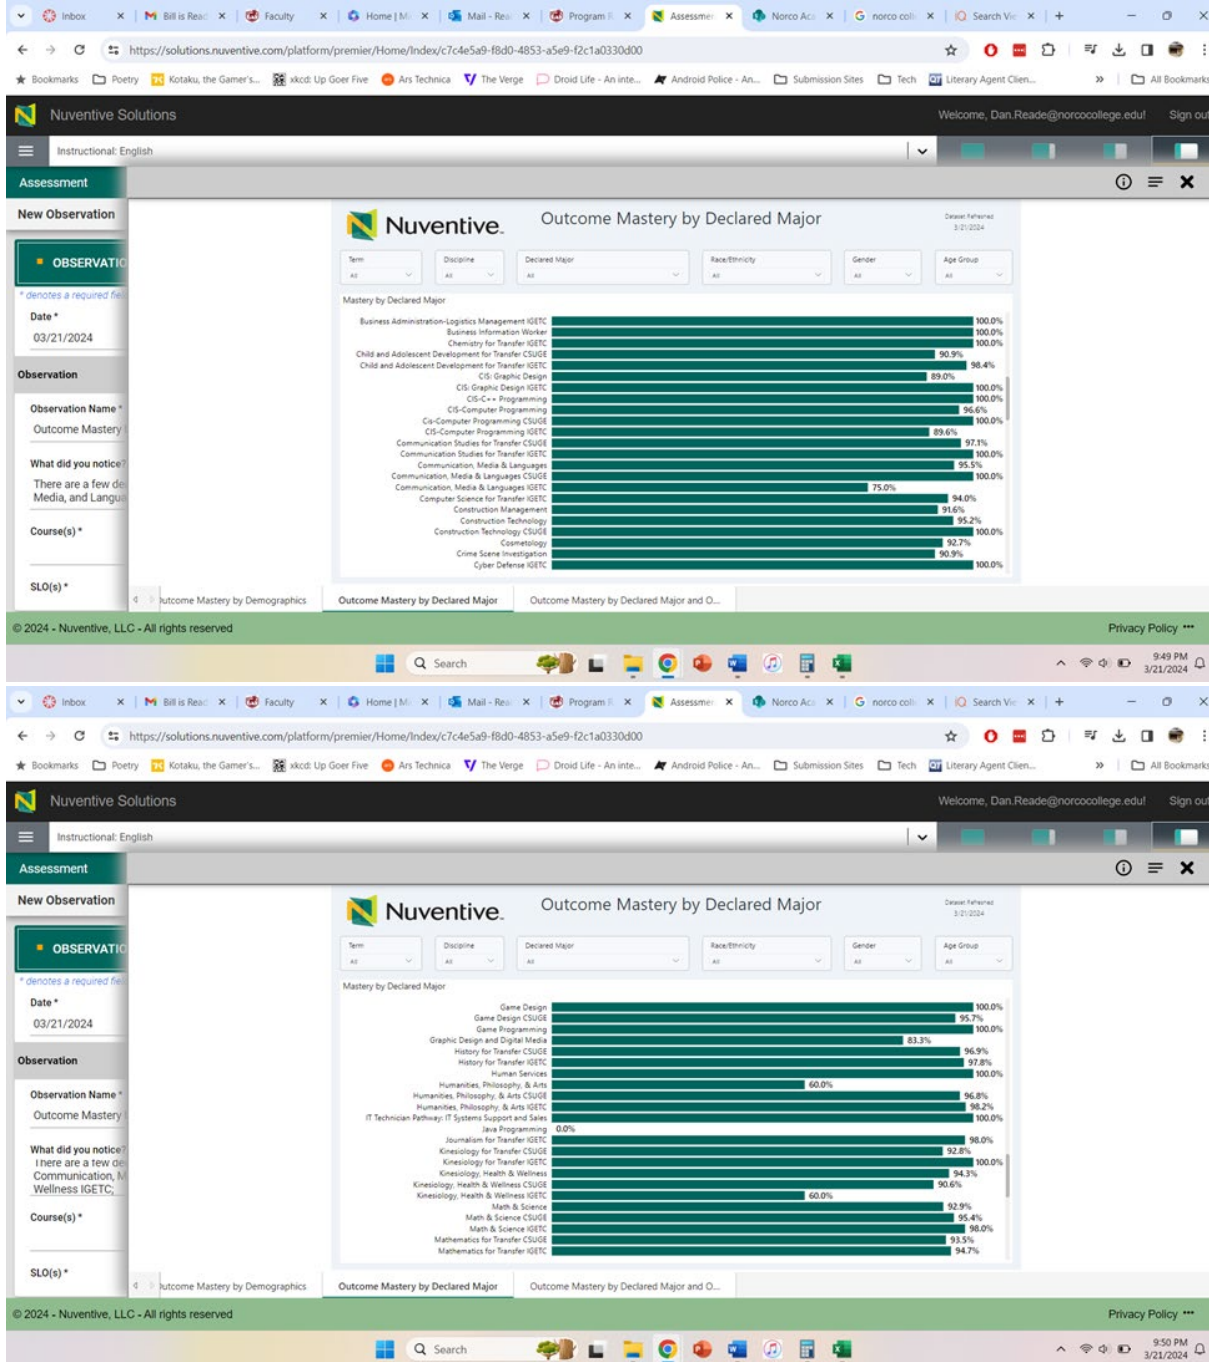 Inbox Bill is Read Faculty Home | Mi Mail - Rea Program R Assessmen Norco Aca norco coll Search Vie
https://solutions.nuventive.com/platform/premier/Home/Index/c7c4e5a9-f8d0-4853-a5e9-f2c1a0330d00
Bookmarks Poetry Kotaku, the Gamer's... xkcd: Up Goer Five Ars Technica The Verge Droid Life - An inte... Android Police - An... Submission Sites Tech Literary Agent Clien... » All Bookmarks
Nuventive Solutions Welcome, Dan.Reade@norcocollege.edu! Sign out
Instructional: English
Assessment
New Observation
OBSERVATIO
* denotes a required fiel
Date *
03/21/2024
Observation
Observation Name *
Outcome Mastery
What did you notice?
There are a few de
Media, and Langua
Course(s) *
SLO(s) *
Nuventive. Outcome Mastery by Declared Major
Dataset Refreshed
3/21/2024
Term Discipline Declared Major Race/Ethnicity Gender Age Group
All All All All All All
Mastery by Declared Major
Business Administration-Logistics Management IGETC 100.0%
Business Information Worker 100.0%
Chemistry for Transfer IGETC 100.0%
Child and Adolescent Development for Transfer CSUGE 90.9%
Child and Adolescent Development for Transfer IGETC 98.4%
CIS: Graphic Design 89.0%
CIS: Graphic Design IGETC 100.0%
CIS-C++ Programming 100.0%
CIS-Computer Programming 96.6%
Cis-Computer Programming CSUGE 100.0%
CIS-Computer Programming IGETC 89.6%
Communication Studies for Transfer CSUGE 97.1%
Communication Studies for Transfer IGETC 100.0%
Communication, Media & Languages 95.5%
Communication, Media & Languages CSUGE 100.0%
Communication, Media & Languages IGETC 75.0%
Computer Science for Transfer IGETC 94.0%
Construction Management 91.6%
Construction Technology 95.2%
Construction Technology CSUGE 100.0%
Cosmetology 92.7%
Crime Scene Investigation 90.9%
Cyber Defense IGETC 100.0%
utcome Mastery by Demographics Outcome Mastery by Declared Major Outcome Mastery by Declared Major and O...
© 2024 - Nuventive, LLC - All rights reserved Privacy Policy •••
Search 9:49 PM
3/21/2024
Inbox Bill is Read Faculty Home | Mi Mail - Rea Program R Assessmen Norco Aca norco coll Search Vie
https://solutions.nuventive.com/platform/premier/Home/Index/c7c4e5a9-f8d0-4853-a5e9-f2c1a0330d00
Bookmarks Poetry Kotaku, the Gamer's... xkcd: Up Goer Five Ars Technica The Verge Droid Life - An inte... Android Police - An... Submission Sites Tech Literary Agent Clien... » All Bookmarks
Nuventive Solutions Welcome, Dan.Reade@norcocollege.edu! Sign out
Instructional: English
Assessment
New Observation
OBSERVATIO
* denotes a required fiel
Date *
03/21/2024
Observation
Observation Name *
Outcome Mastery
What did you notice?
There are a few de
Communication, M
Wellness IGETC;
Course(s) *
SLO(s) *
Nuventive. Outcome Mastery by Declared Major
Dataset Refreshed
3/21/2024
Term Discipline Declared Major Race/Ethnicity Gender Age Group
All All All All All All
Mastery by Declared Major
Game Design 100.0%
Game Design CSUGE 95.7%
Game Programming 100.0%
Graphic Design and Digital Media 83.3%
History for Transfer CSUGE 96.9%
History for Transfer IGETC 97.8%
Human Services 100.0%
Humanities, Philosophy, & Arts 60.0%
Humanities, Philosophy, & Arts CSUGE 96.8%
Humanities, Philosophy, & Arts IGETC 98.2%
IT Technician Pathway: IT Systems Support and Sales 100.0%
Java Programming 0.0%
Journalism for Transfer IGETC 98.0%
Kinesiology for Transfer CSUGE 92.8%
Kinesiology for Transfer IGETC 100.0%
Kinesiology, Health & Wellness 94.3%
Kinesiology, Health & Wellness CSUGE 90.6%
Kinesiology, Health & Wellness IGETC 60.0%
Math & Science 92.9%
Math & Science CSUGE 95.4%
Math & Science IGETC 98.0%
Mathematics for Transfer CSUGE 93.5%
Mathematics for Transfer IGETC 94.7%
utcome Mastery by Demographics Outcome Mastery by Declared Major Outcome Mastery by Declared Major and O...
© 2024 - Nuventive, LLC - All rights reserved Privacy Policy •••
Search 9:50 PM
3/21/2024